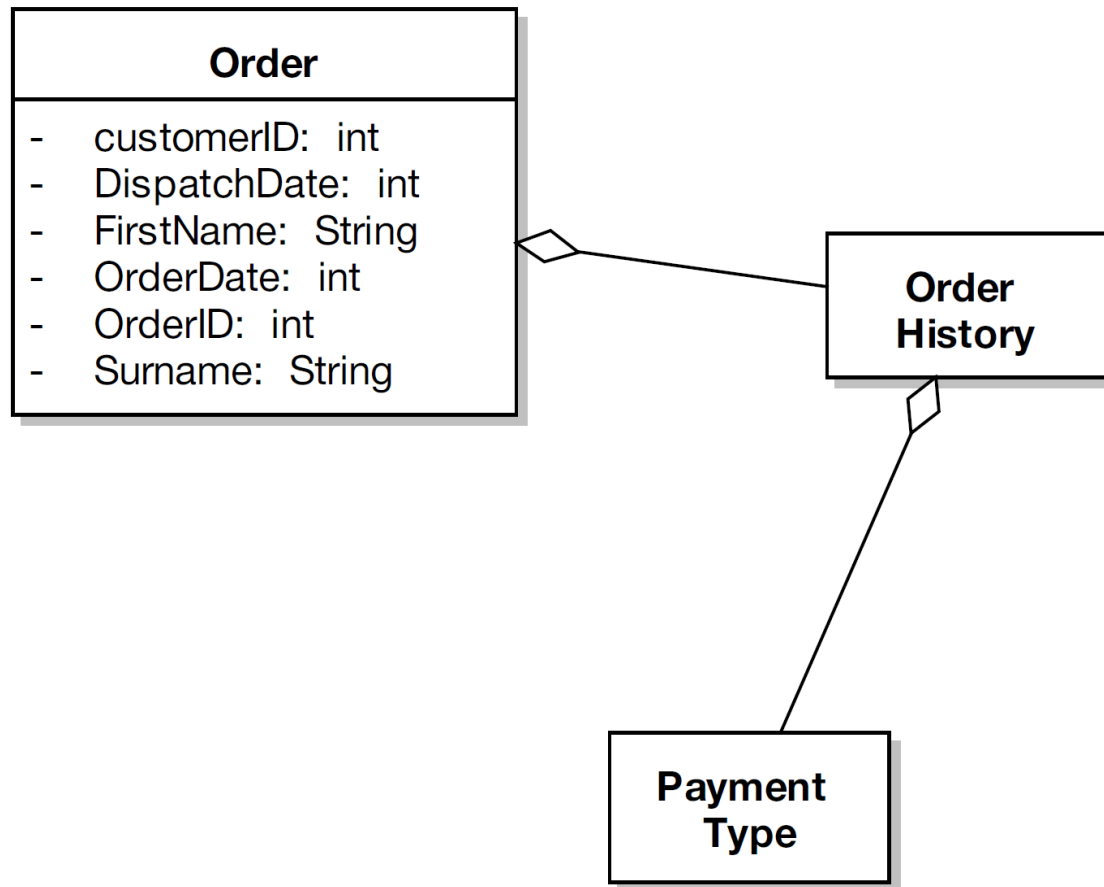 Order
- customerID: int
- DispatchDate: int
- FirstName: String
- OrderDate: int
- OrderID: int
- Surname: String
Order
History
Payment
Type